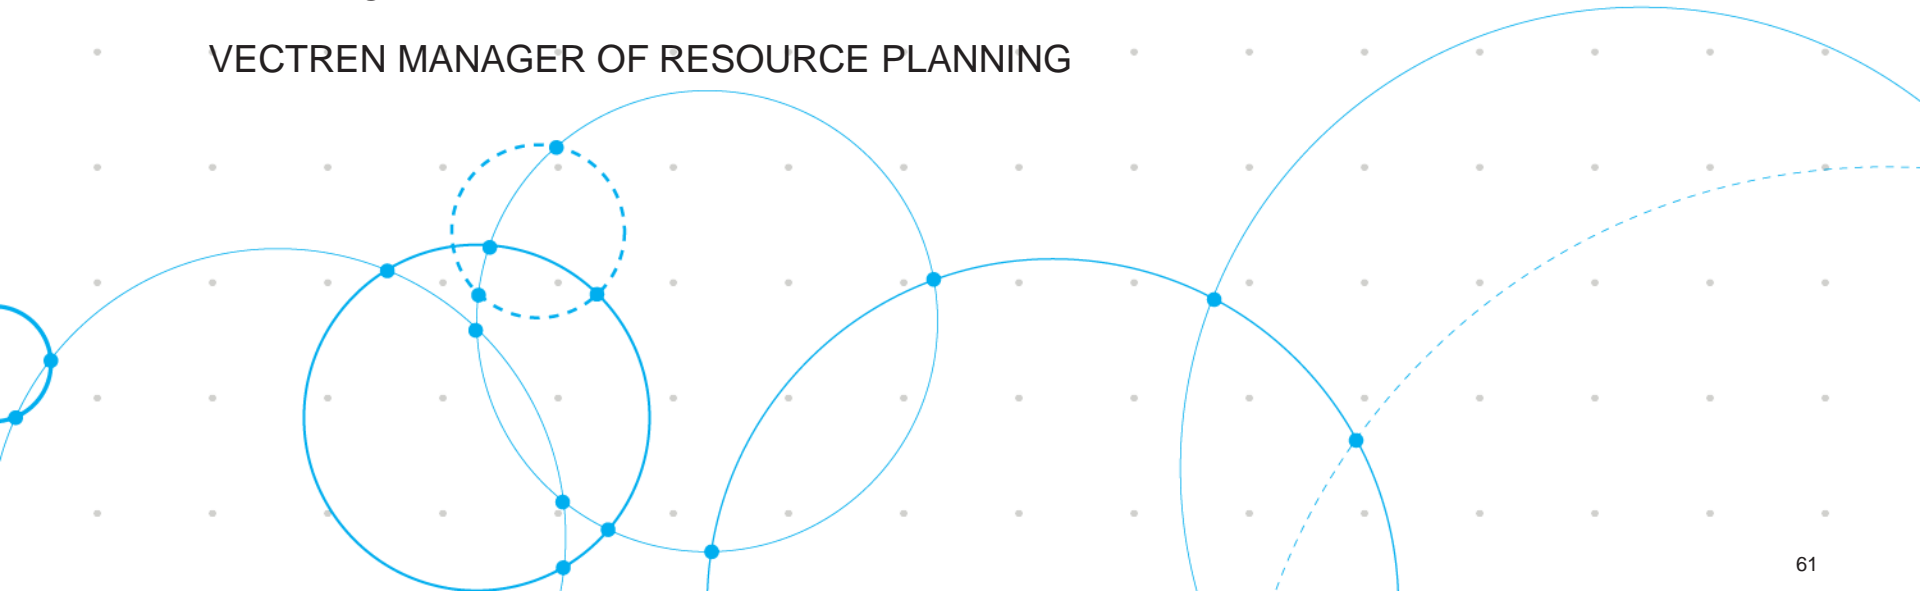 VECTREN MANAGER OF RESOURCE PLANNING
61